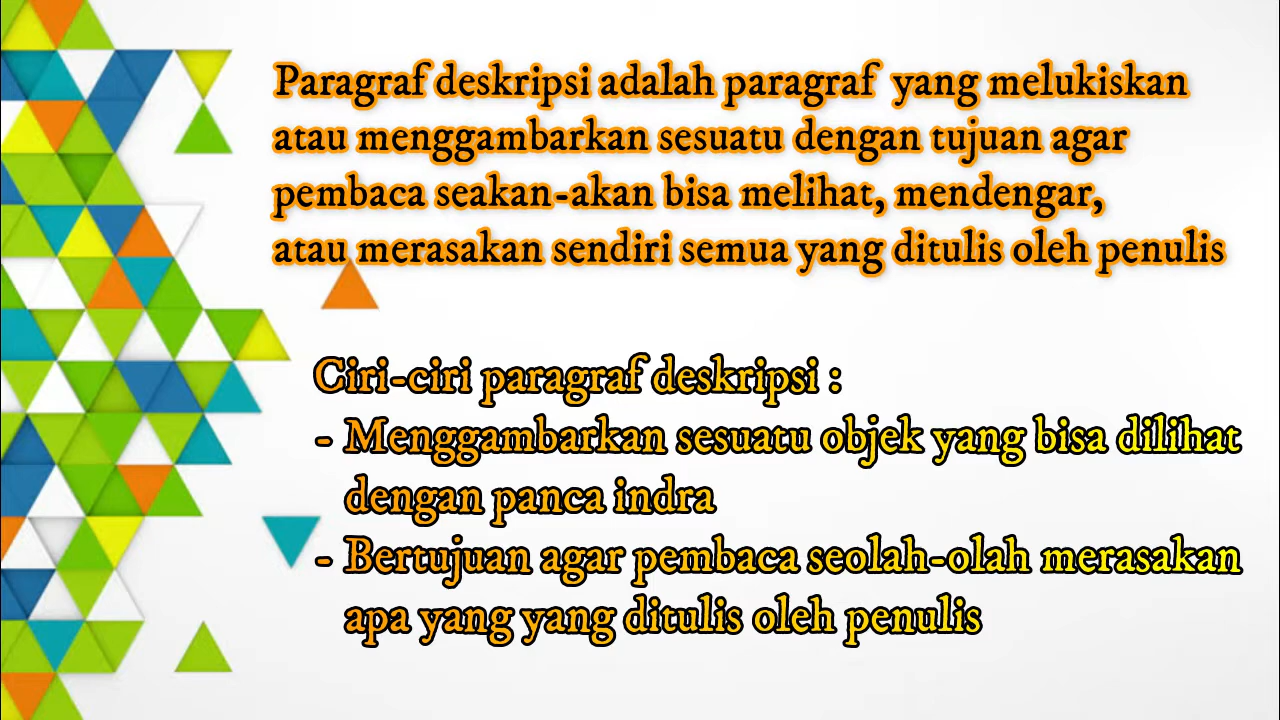 Paragraf deskripsi adalah paragraf yang melukiskan
atau menggambarkan sesuatu dengan tujuan agar
pembaca seakan-akan bisa melihat, mendengar,
atau merasakan sendiri semua yang ditulis oleh penulis
Ciri-ciri paragraf deskripsi :
- Menggambarkan sesuatu objek yang bisa dilihat
dengan panca indra
- Bertujuan agar pembaca seolah-olah merasakan
apa yang yang ditulis oleh penulis